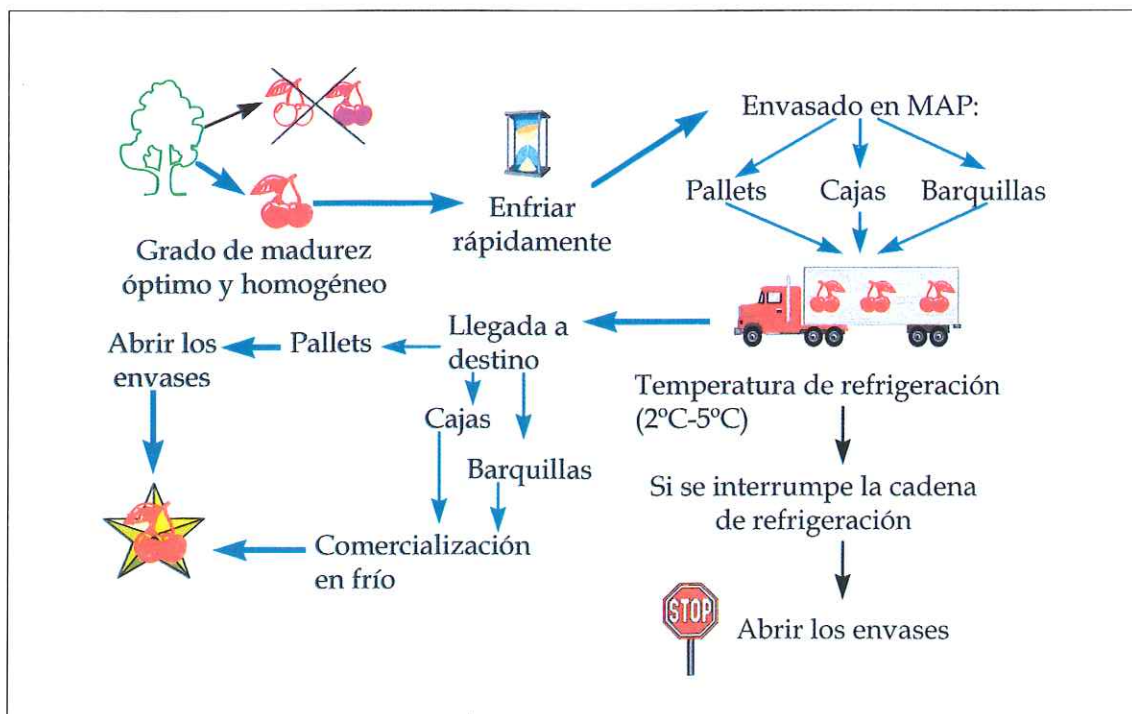 Envasado en MAP:
Pallets
Cajas
Barquillas
Enfriar
rápidamente
Grado de madurez
óptimo y homogéneo
Llegada a
destino
Pallets
Abrir los
envases
Cajas
Barquillas
Comercialización
en frío
Temperatura de refrigeración
(2ºC-5ºC)
Si se interrumpe la cadena
de refrigeración
STOP
Abrir los envases